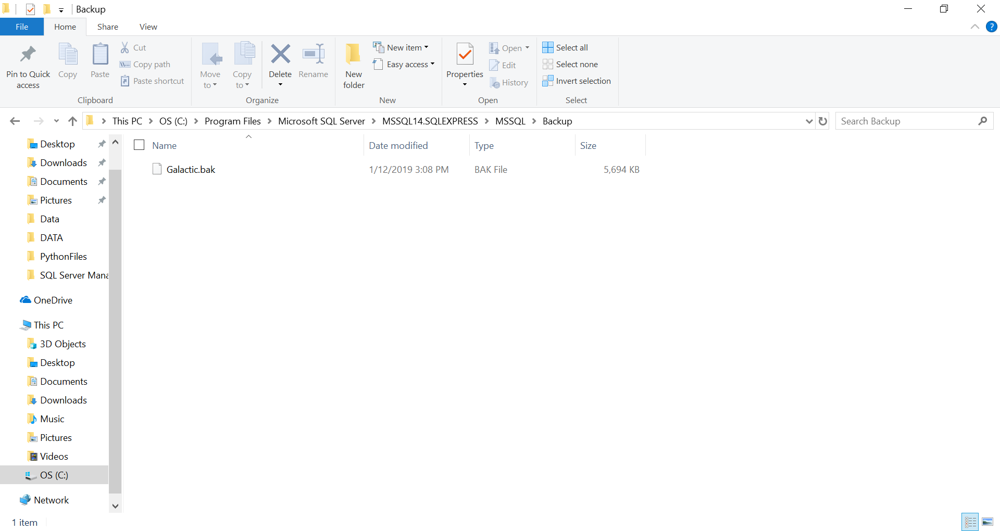 Backup
File Home Share View
Pin to Quick access
Copy
Paste
Cut
Copy path
Paste shortcut
Clipboard
Move to
Copy to
Delete
Rename
Organize
New folder
New item
Easy access
New
Properties
Open
Edit
History
Open
Select all
Select none
Invert selection
Select
This PC OS (C:) Program Files Microsoft SQL Server MSSQL14.SQLEXPRESS MSSQL Backup
Search Backup
Desktop
Downloads
Documents
Pictures
Data
DATA
PythonFiles
SQL Server Mana
OneDrive
This PC
3D Objects
Desktop
Documents
Downloads
Music
Pictures
Videos
OS (C:)
Network
Name Date modified Type Size
Galactic.bak 1/12/2019 3:08 PM BAK File 5,694 KB
1 item